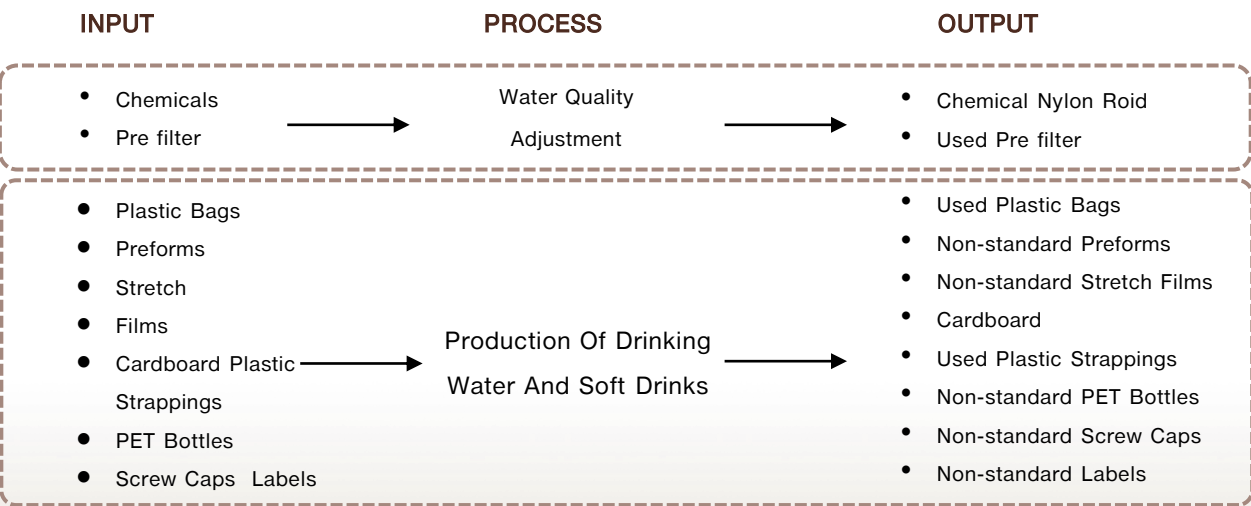 INPUT PROCESS OUTPUT
• Chemicals
• Pre filter
Water Quality
Adjustment
• Chemical Nylon Roid
• Used Pre filter
• Plastic Bags
• Preforms
• Stretch
• Films
• Cardboard Plastic
Strappings
• PET Bottles
• Screw Caps Labels
Production Of Drinking
Water And Soft Drinks
• Used Plastic Bags
• Non-standard Preforms
• Non-standard Stretch Films
• Cardboard
• Used Plastic Strappings
• Non-standard PET Bottles
• Non-standard Screw Caps
• Non-standard Labels